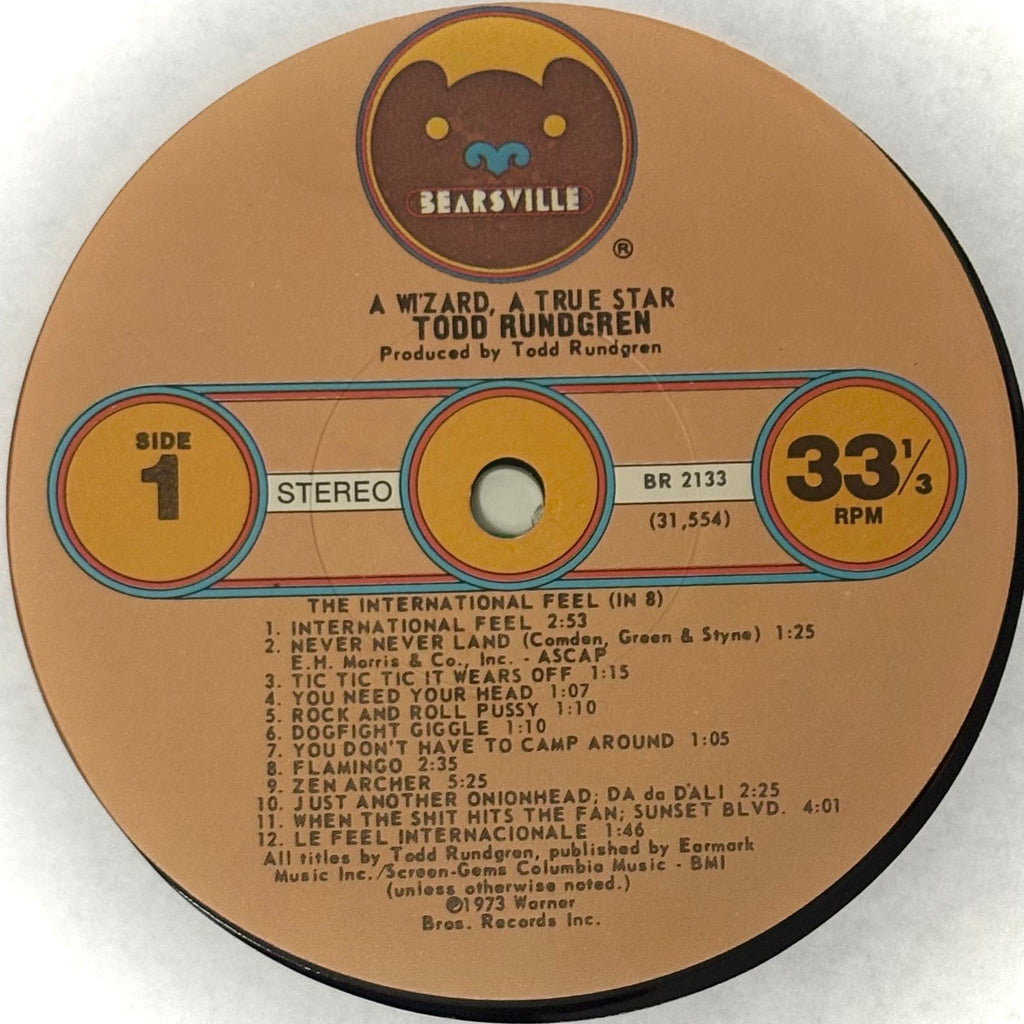 BEARSVILLE
®
A WIZARD, A TRUE STAR
TODD RUNDGREN
Produced by Todd Rundgren
SIDE
1
STEREO
BR 2133
(31,554)
33 1/3
RPM
THE INTERNATIONAL FEEL (IN 8)
1. INTERNATIONAL FEEL 2:53
2. NEVER NEVER LAND (Comden, Green & Styne) 1:25
E.H. Morris & Co., Inc. - ASCAP
3. TIC TIC TIC IT WEARS OFF 1:15
4. YOU NEED YOUR HEAD 1:07
5. ROCK AND ROLL PUSSY 1:10
6. DOGFIGHT GIGGLE 1:10
7. YOU DON'T HAVE TO CAMP AROUND 1:05
8. FLAMINGO 2:35
9. ZEN ARCHER 5:25
10. JUST ANOTHER ONIONHEAD; DA da D'ALI 2:25
11. WHEN THE SHIT HITS THE FAN; SUNSET BLVD. 4:01
12. LE FEEL INTERNACIONALE 1:46
All titles by Todd Rundgren, published by Earmark
Music Inc./Screen-Gems Columbia Music - BMI
(unless otherwise noted.)
℗1973 Warner
Bros. Records Inc.